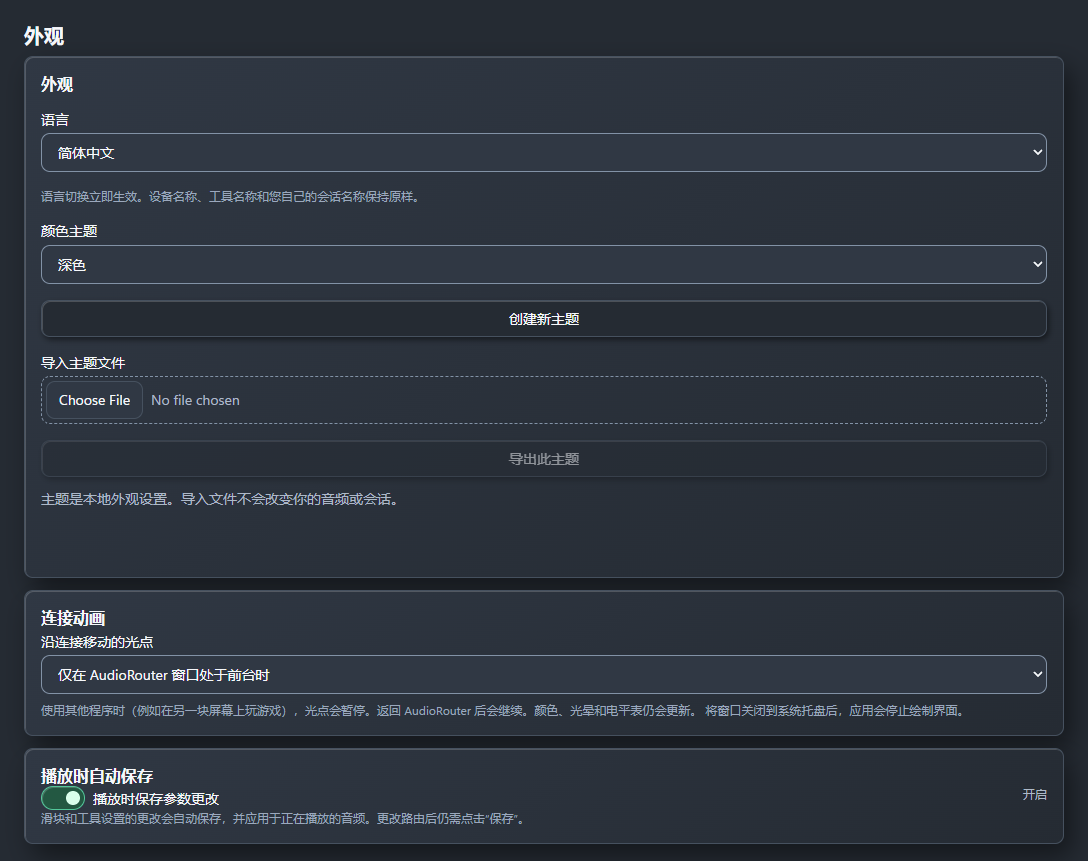 外观
外观
语言
简体中文
语言切换立即生效。设备名称、工具名称和您自己的会话名称保持原样。
颜色主题
深色
创建新主题
导入主题文件
Choose File No file chosen
导出此主题
主题是本地外观设置。导入文件不会改变你的音频或会话。
连接动画
沿连接移动的光点
仅在 AudioRouter 窗口处于前台时
使用其他程序时（例如在另一块屏幕上玩游戏），光点会暂停。返回 AudioRouter 后会继续。颜色、光晕和电平表仍会更新。 将窗口关闭到系统托盘后，应用会停止绘制界面。
播放时自动保存
播放时保存参数更改
开启
滑块和工具设置的更改会自动保存，并应用于正在播放的音频。更改路由后仍需点击“保存”。